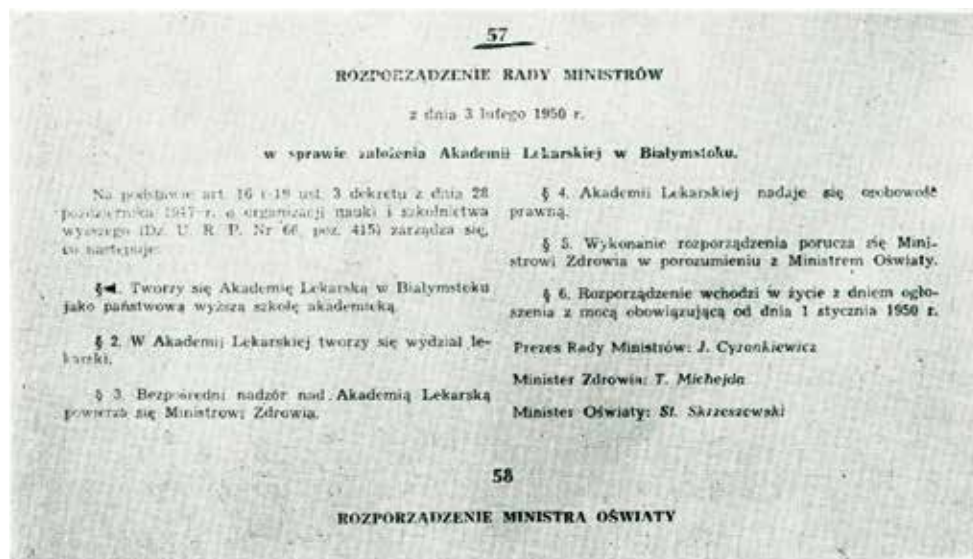 57
ROZPORZĄDZENIE RADY MINISTRÓW
z dnia 3 lutego 1950 r.
w sprawie założenia Akademii Lekarskiej w Białymstoku.
Na podstawie art. 16 i 19 ust. 3 dekretu z dnia 28
października 1947 r. o organizacji nauki i szkolnictwa
wyższego (Dz. U. R. P. Nr 66, poz. 415) zarządza się,
co następuje:
§ 1. Tworzy się Akademię Lekarską w Białymstoku
jako państwową wyższą szkołę akademicką.
§ 2. W Akademii Lekarskiej tworzy się wydział le-
karski.
§ 3. Bezpośredni nadzór nad Akademią Lekarską
powierza się Ministrowi Zdrowia.
§ 4. Akademii Lekarskiej nadaje się osobowość
prawną.
§ 5. Wykonanie rozporządzenia porucza się Mini-
strowi Zdrowia w porozumieniu z Ministrem Oświaty.
§ 6. Rozporządzenie wchodzi w życie z dniem ogło-
szenia z mocą obowiązującą od dnia 1 stycznia 1950 r.
Prezes Rady Ministrów: J. Cyrankiewicz
Minister Zdrowia: T. Michejda
Minister Oświaty: St. Skrzeszewski
58
ROZPORZĄDZENIE MINISTRA OŚWIATY